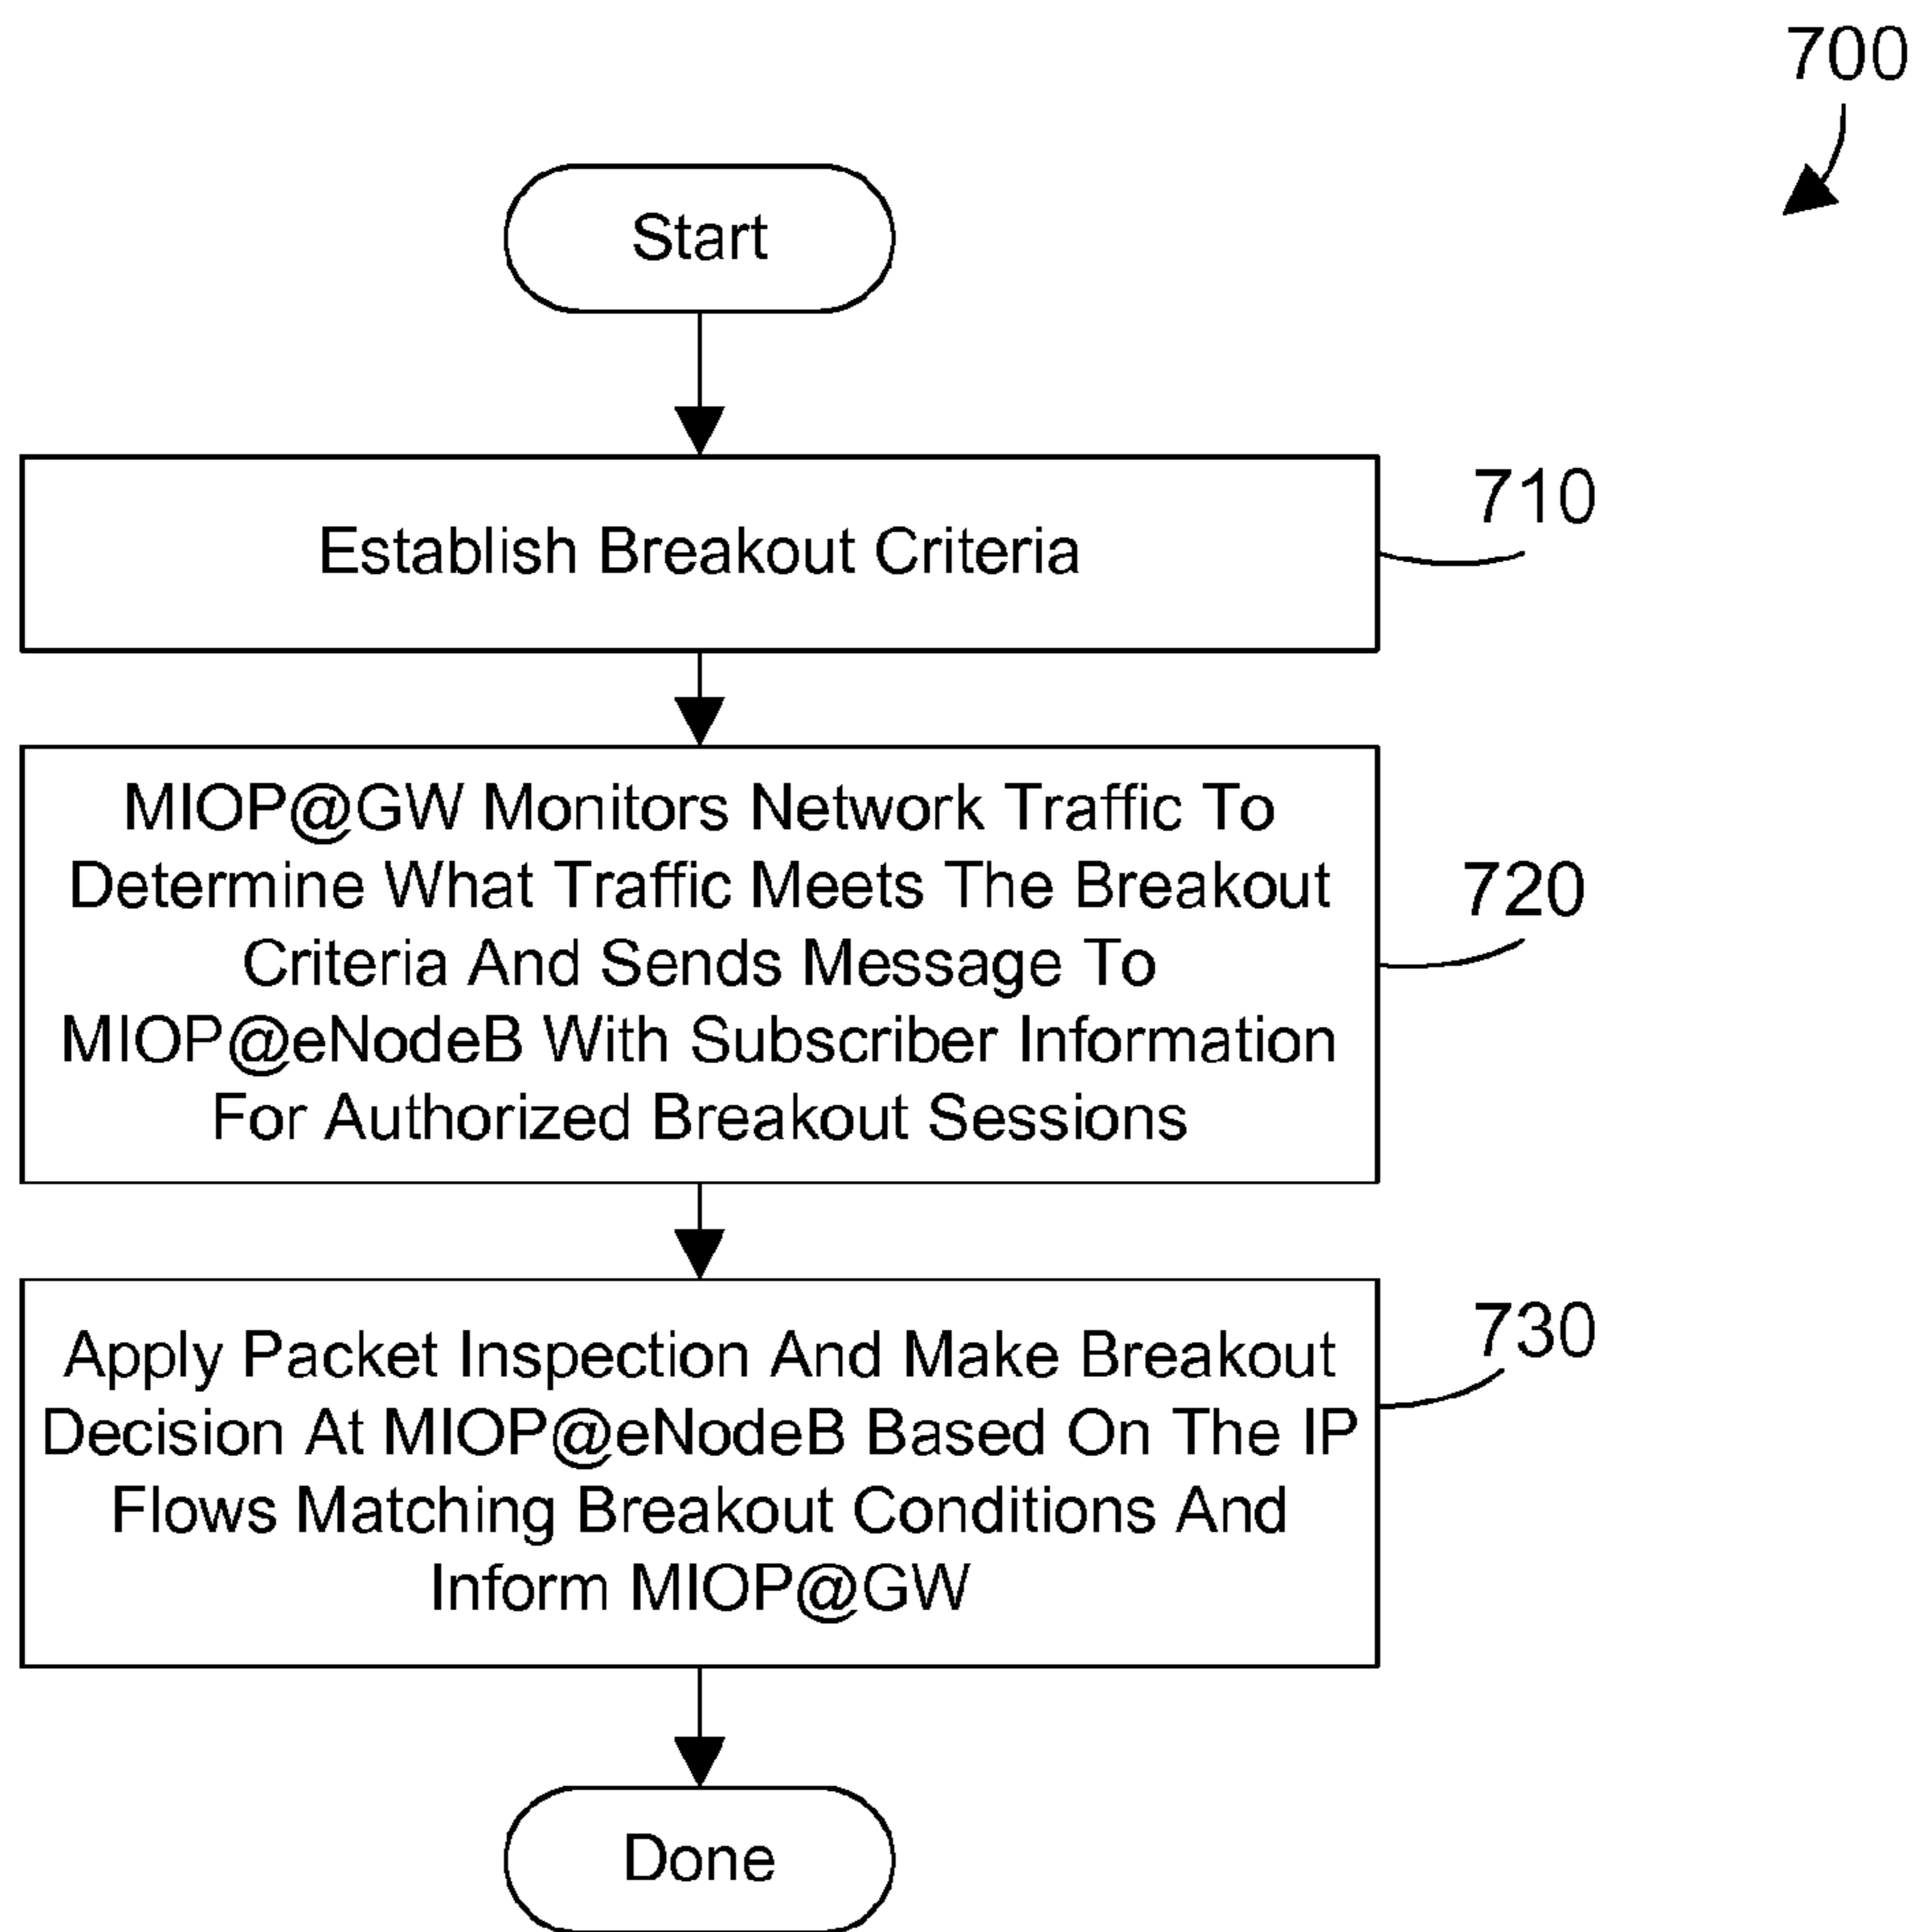 700
Start
Establish Breakout Criteria
710
MIOP@GW Monitors Network Traffic To
Determine What Traffic Meets The Breakout
Criteria And Sends Message To
MIOP@eNodeB With Subscriber Information
For Authorized Breakout Sessions
720
Apply Packet Inspection And Make Breakout
Decision At MIOP@eNodeB Based On The IP
Flows Matching Breakout Conditions And
Inform MIOP@GW
730
Done